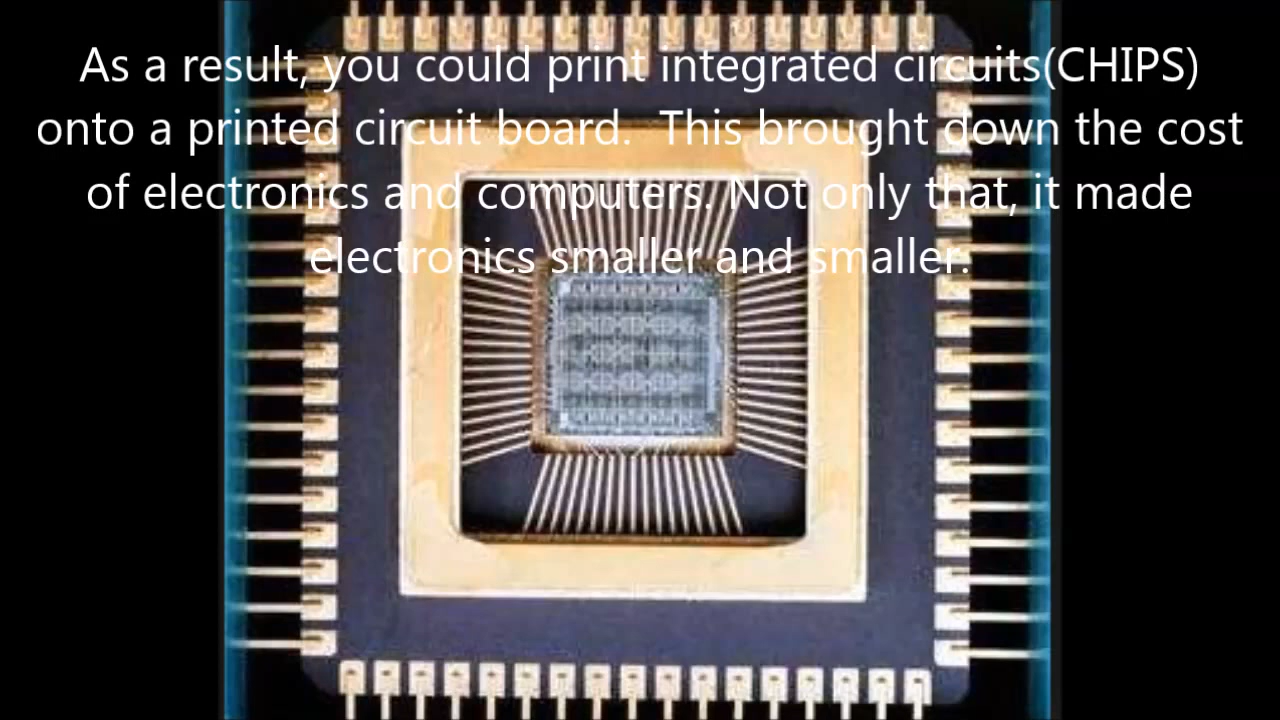 As a result, you could print integrated circuits(CHIPS)
onto a printed circuit board.  This brought down the cost
of electronics and computers. Not only that, it made
electronics smaller and smaller.